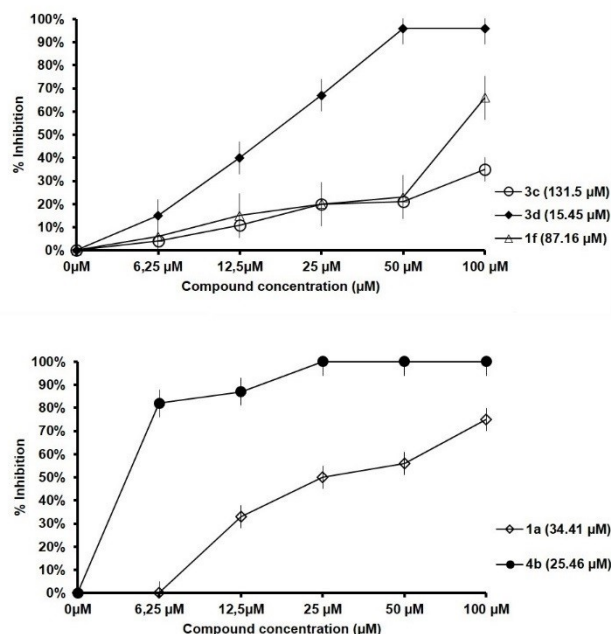 100%
90%
80%
70%
60%
50%
40%
30%
20%
10%
0%
% Inhibition
0µM 6,25 µM 12,5µM 25 µM 50 µM 100 µM
Compound concentration (µM)
3c (131.5 µM)
3d (15.45 µM)
1f (87.16 µM)
100%
90%
80%
70%
60%
50%
40%
30%
20%
10%
0%
% Inhibition
0µM 6,25 µM 12,5µM 25 µM 50 µM 100 µM
Compound concentration (µM)
1a (34.41 µM)
4b (25.46 µM)